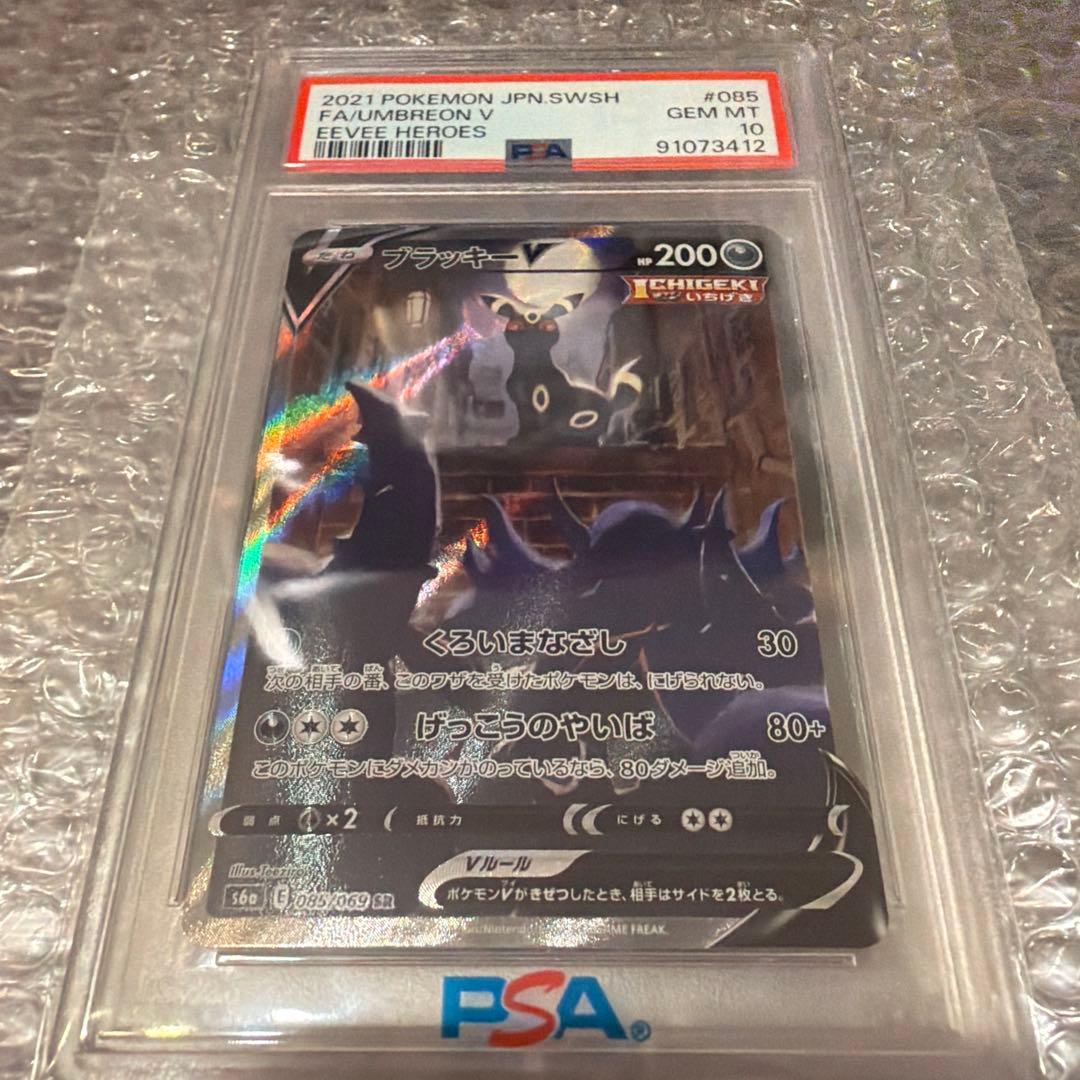 2021 POKEMON JPN.SWSH #085
FA/UMBREON V GEM MT
EEVEE HEROES 10
PSA 91073412
たね ブラッキーV HP 200
ICHIGEKI
いちげき
くろいまなざし 30
次の相手の番、このワザを受けたポケモンは、にげられない。
げっこうのやいば 80+
このポケモンにダメカンがのっているなら、80ダメージ追加。
弱点 ×2 抵抗力 にげる
Illus. Teeziro
Vルール
ポケモンVがきぜつしたとき、相手はサイドを2枚とる。
s6a E 085/069 SR
GAME FREAK.
PSA